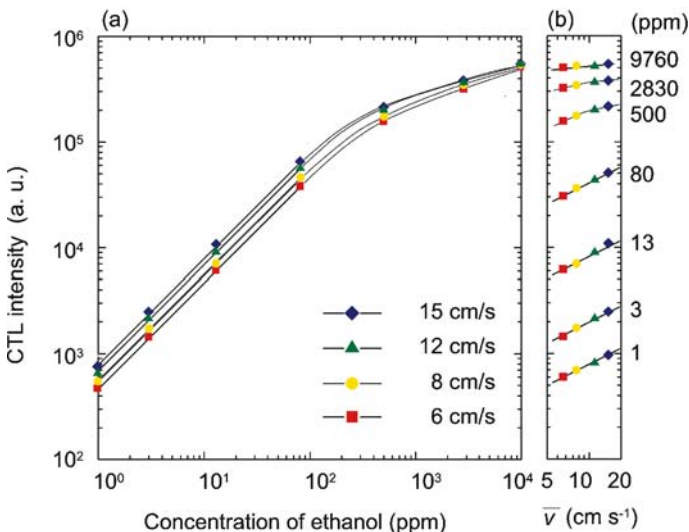 (a)
(b)
(ppm)
10⁶
10⁵
10⁴
10³
10²
CTL intensity (a. u.)
15 cm/s
12 cm/s
8 cm/s
6 cm/s
9760
2830
500
80
13
3
1
10⁰ 10¹ 10² 10³ 10⁴
5 10 20
Concentration of ethanol (ppm)
v̅ (cm s⁻¹)